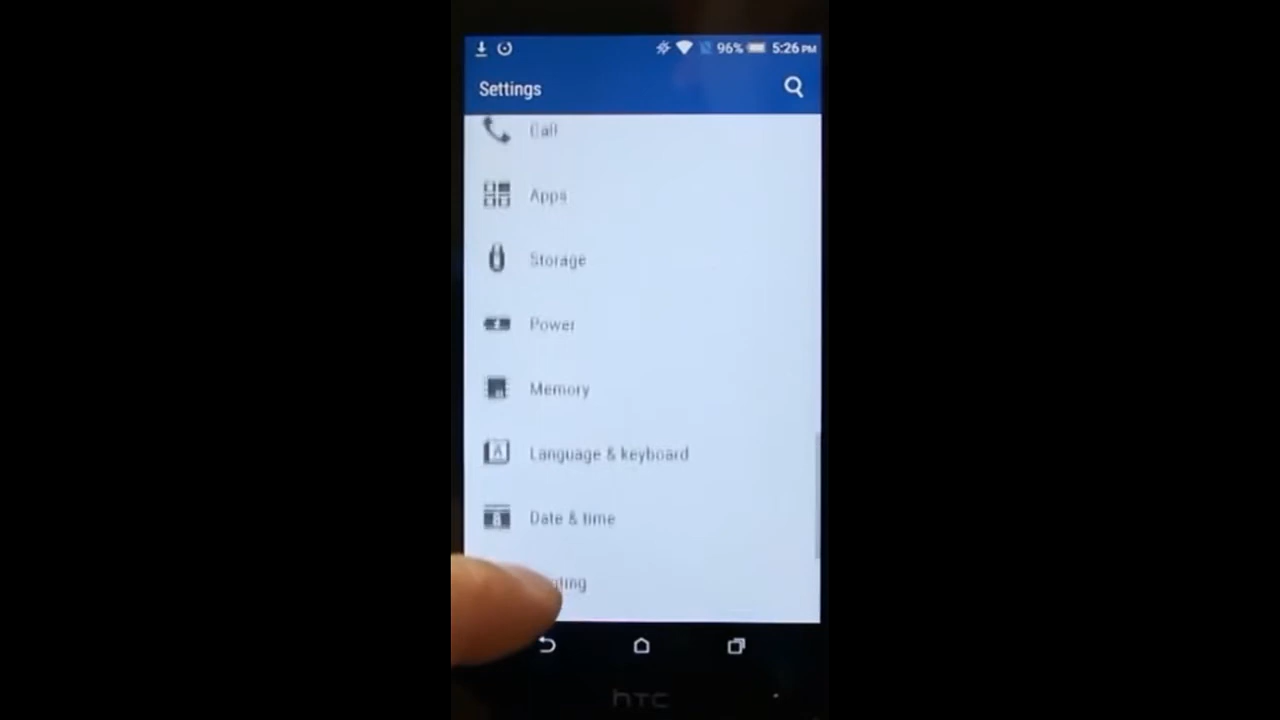 96% 5:26 PM
Settings
Call
Apps
Storage
Power
Memory
Language & keyboard
Date & time
hTC